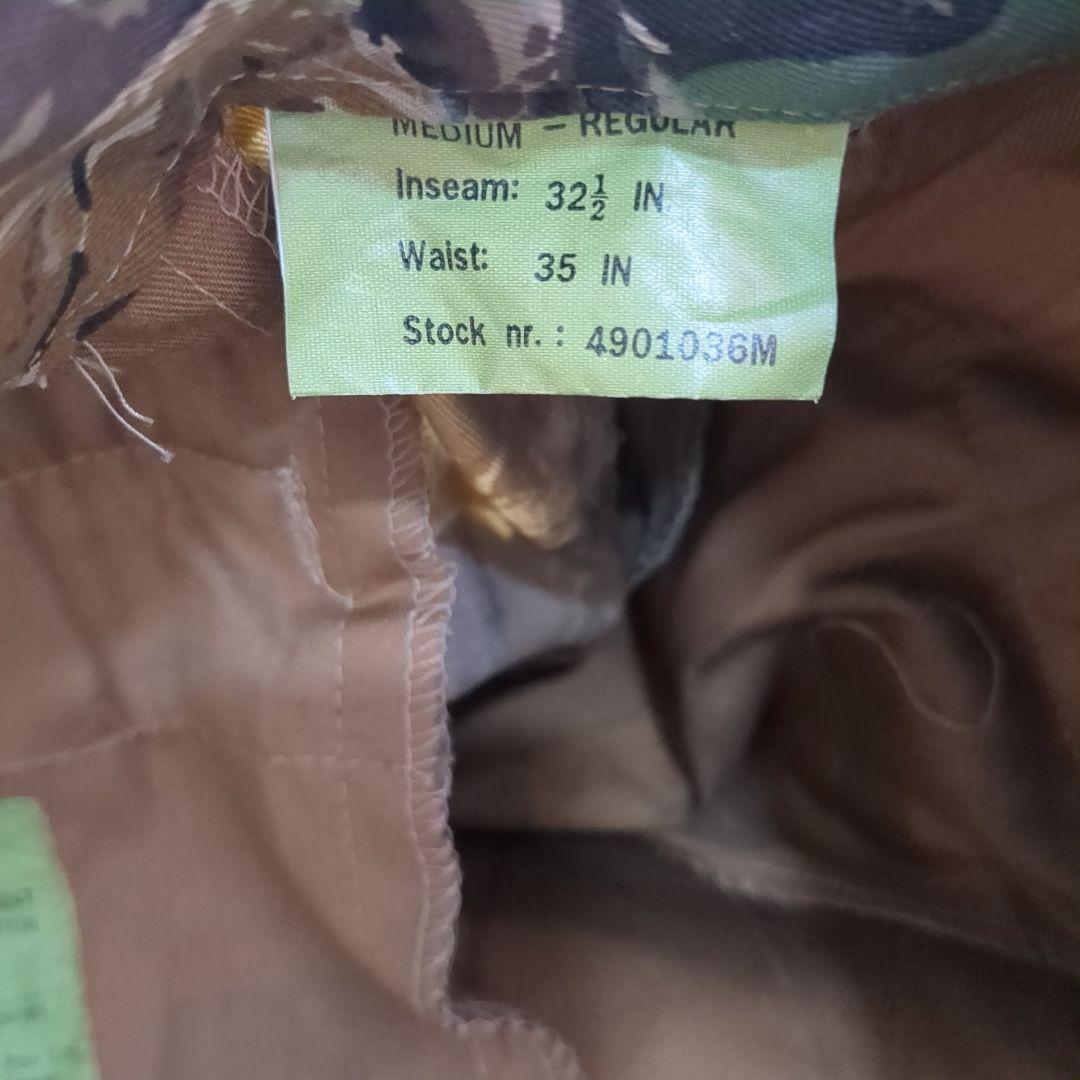 MEDIUM - REGULAR
Inseam: 32½ IN
Waist: 35 IN
Stock nr. : 4901036M